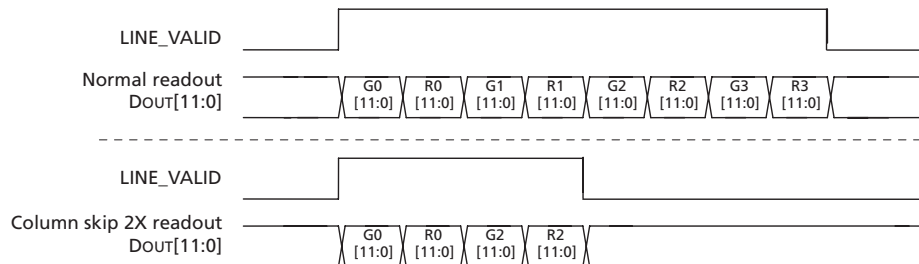 LINE_VALID
Normal readout
DOUT[11:0]
G0 R0 G1 R1 G2 R2 G3 R3
[11:0] [11:0] [11:0] [11:0] [11:0] [11:0] [11:0] [11:0]
LINE_VALID
Column skip 2X readout
DOUT[11:0]
G0 R0 G2 R2
[11:0] [11:0] [11:0] [11:0]